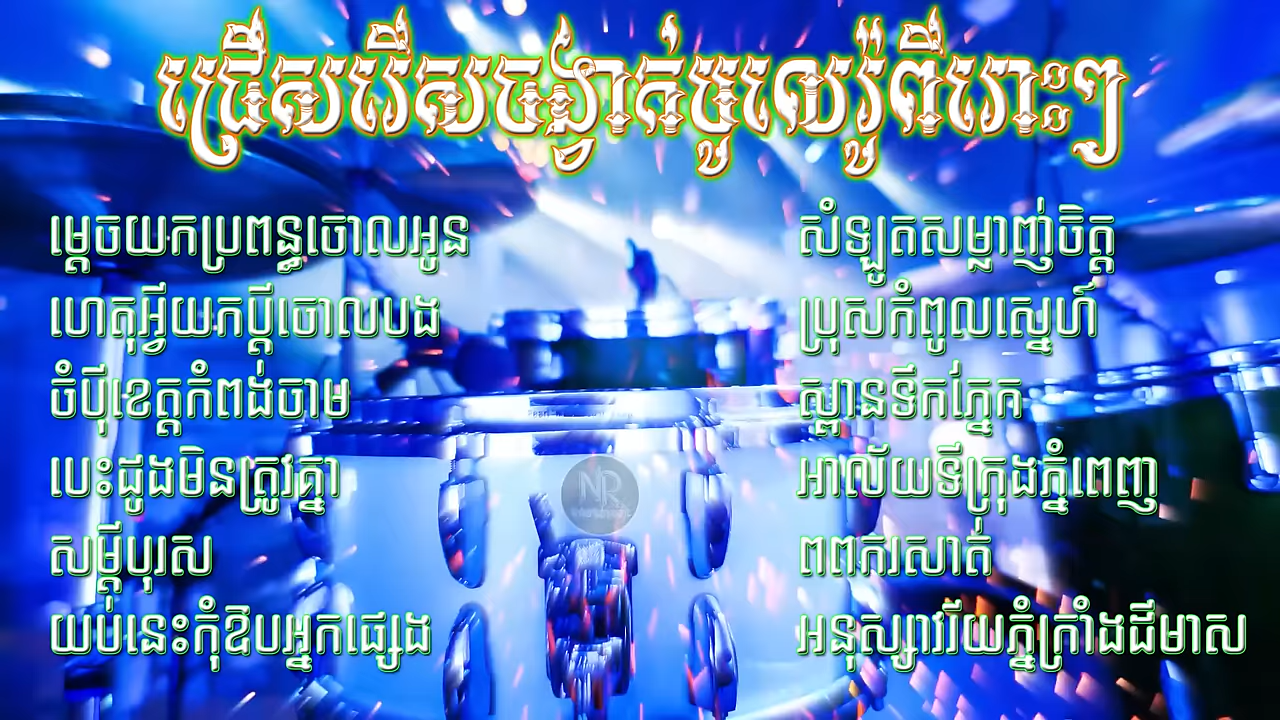 ជ្រើសរើសចង្វាក់បូលេរ៉ូពីរោះៗ
ម្ដេចយកប្រពន្ធចោលអូន
ហេតុអ្វីយកប្ដីចោលបង
ចំប៉ីខេត្តកំពង់ចាម
បេះដូងមិនត្រូវគ្នា
សម្ដីបុរស
យប់នេះកុំឱបអ្នកផ្សេង
សំឡូតសម្លាញ់ចិត្ត
ប្រុសកំពូលស្នេហ៍
ស្ពានទឹកភ្នែក
អាល័យទីក្រុងភ្នំពេញ
ពពករសាត់
អនុស្សាវរីយភ្នំក្រាំងដីមាស
NR